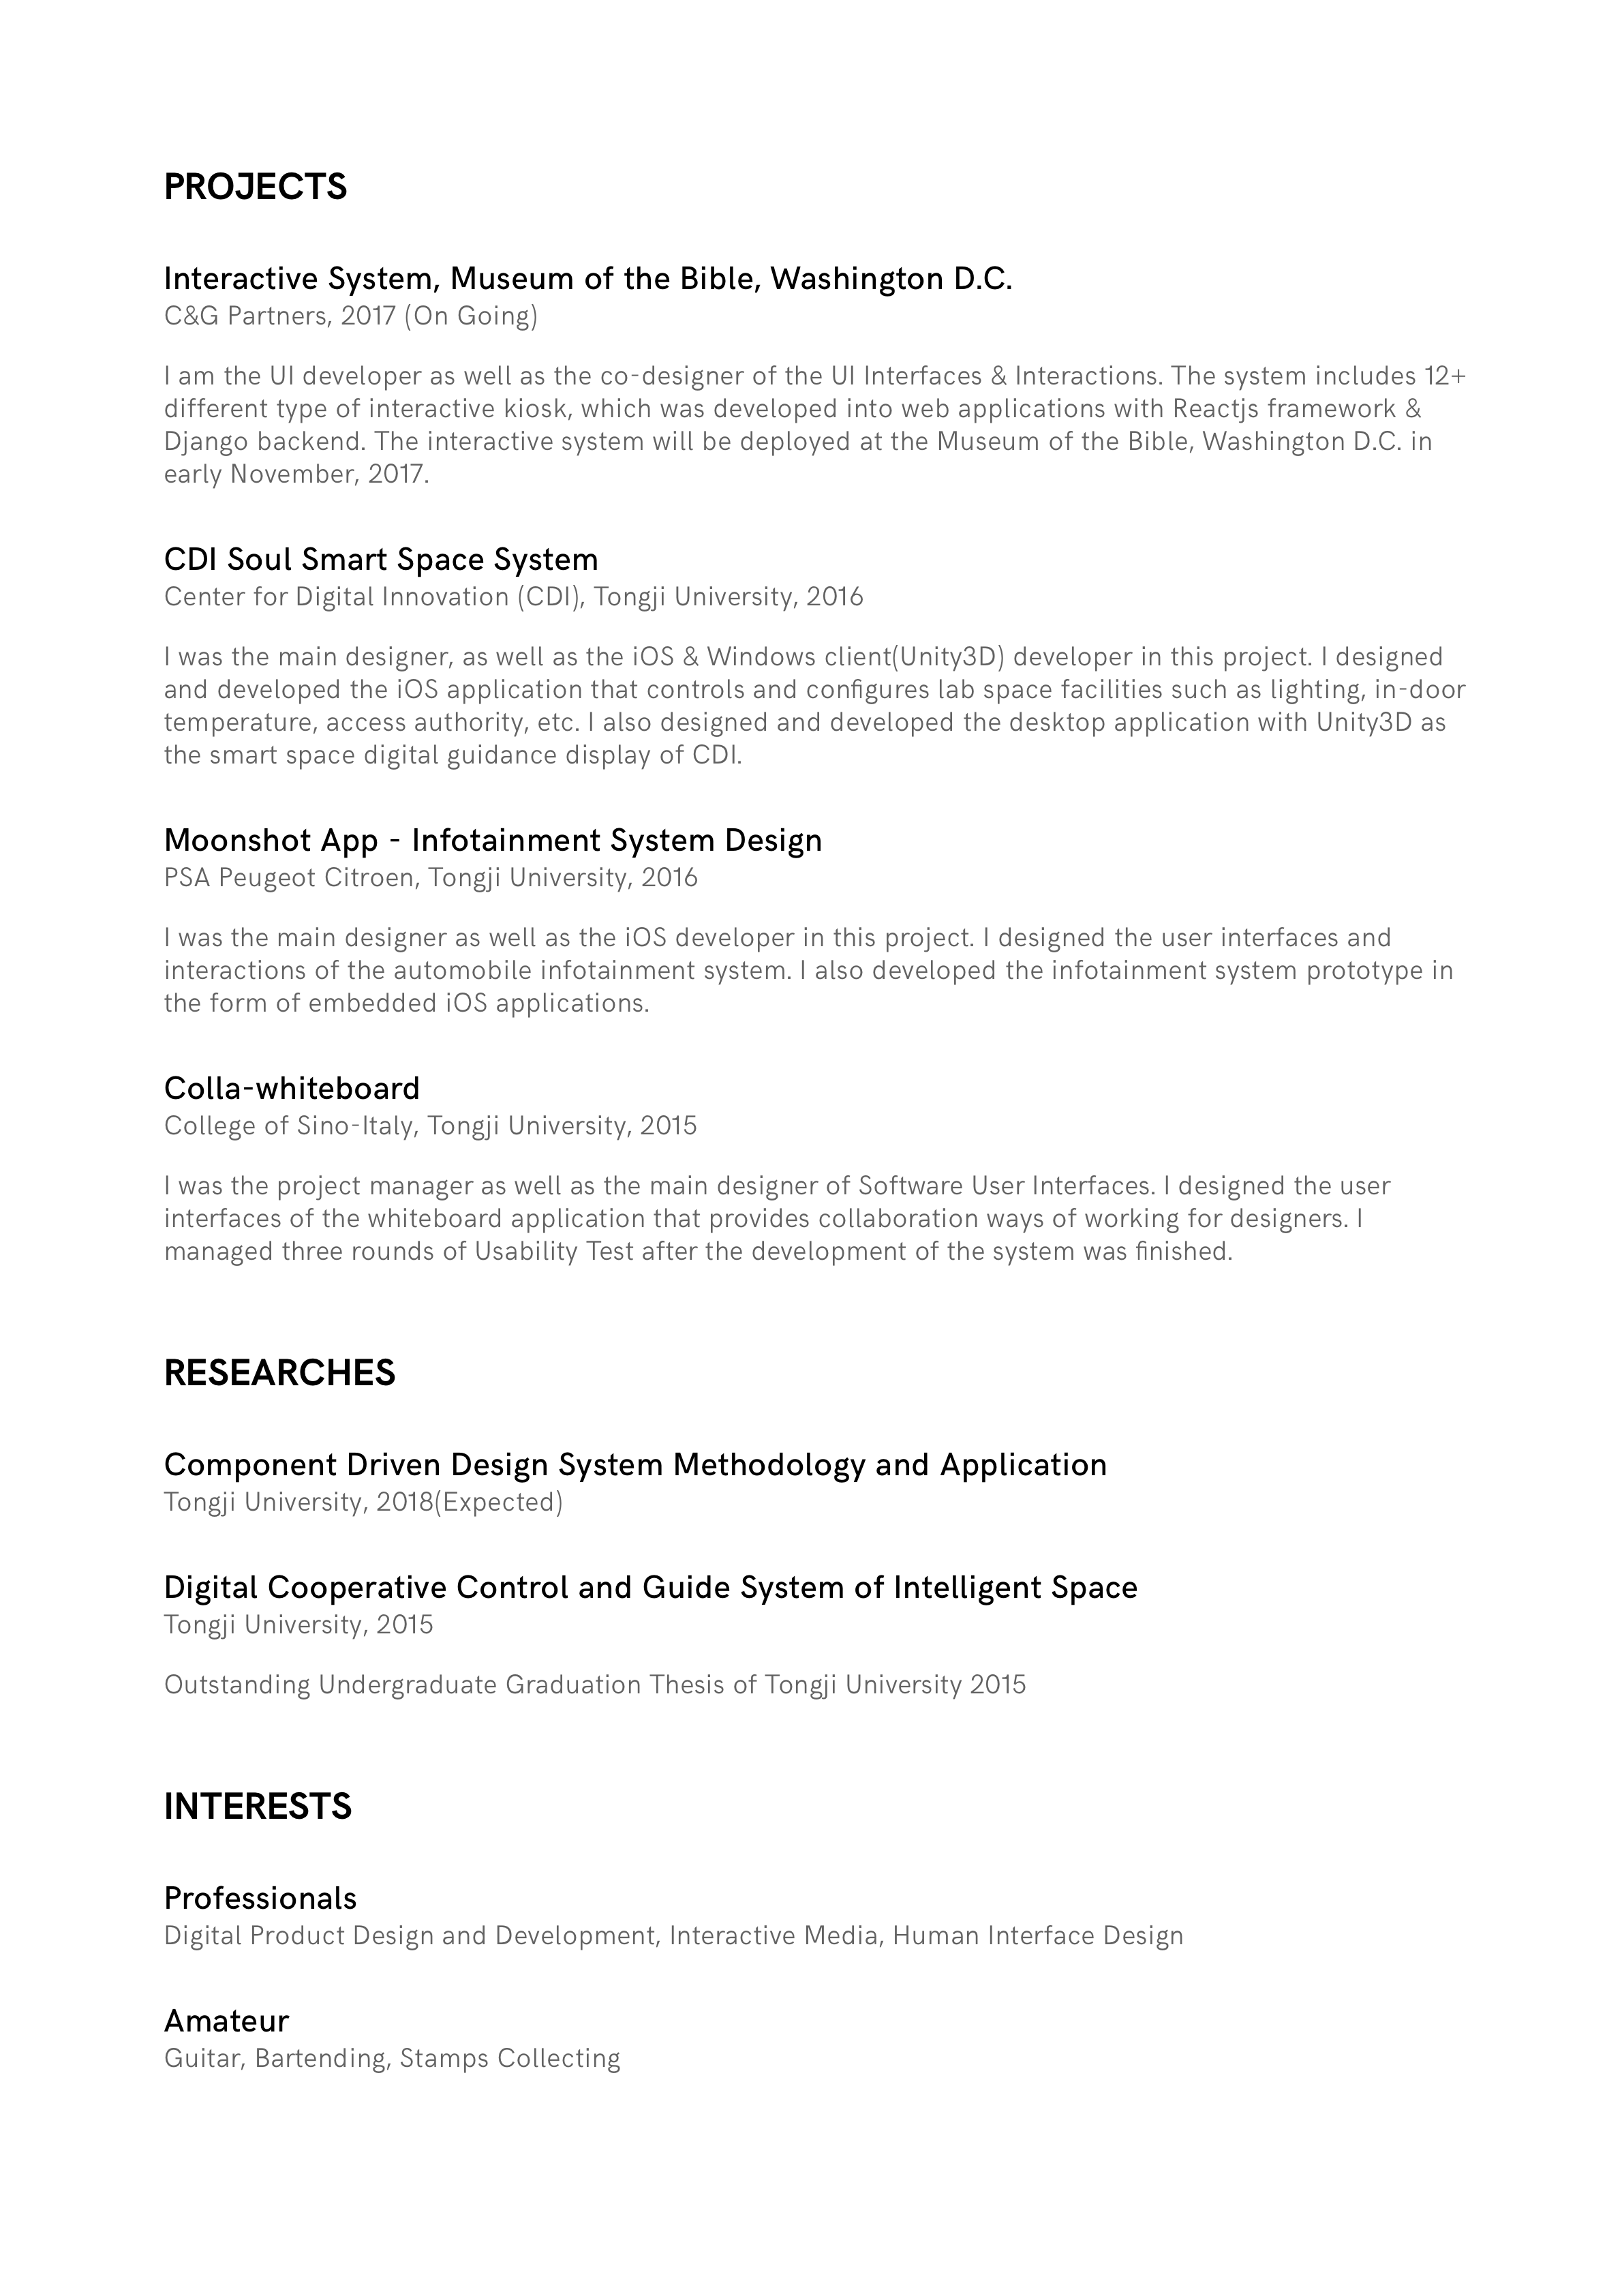 PROJECTS
Interactive System, Museum of the Bible, Washington D.C.
C&G Partners, 2017 (On Going)
I am the UI developer as well as the co-designer of the UI Interfaces & Interactions. The system includes 12+
different type of interactive kiosk, which was developed into web applications with Reactjs framework &
Django backend. The interactive system will be deployed at the Museum of the Bible, Washington D.C. in
early November, 2017.
CDI Soul Smart Space System
Center for Digital Innovation (CDI), Tongji University, 2016
I was the main designer, as well as the iOS & Windows client(Unity3D) developer in this project. I designed
and developed the iOS application that controls and configures lab space facilities such as lighting, in-door
temperature, access authority, etc. I also designed and developed the desktop application with Unity3D as
the smart space digital guidance display of CDI.
Moonshot App - Infotainment System Design
PSA Peugeot Citroen, Tongji University, 2016
I was the main designer as well as the iOS developer in this project. I designed the user interfaces and
interactions of the automobile infotainment system. I also developed the infotainment system prototype in
the form of embedded iOS applications.
Colla-whiteboard
College of Sino-Italy, Tongji University, 2015
I was the project manager as well as the main designer of Software User Interfaces. I designed the user
interfaces of the whiteboard application that provides collaboration ways of working for designers. I
managed three rounds of Usability Test after the development of the system was finished.
RESEARCHES
Component Driven Design System Methodology and Application
Tongji University, 2018(Expected)
Digital Cooperative Control and Guide System of Intelligent Space
Tongji University, 2015
Outstanding Undergraduate Graduation Thesis of Tongji University 2015
INTERESTS
Professionals
Digital Product Design and Development, Interactive Media, Human Interface Design
Amateur
Guitar, Bartending, Stamps Collecting